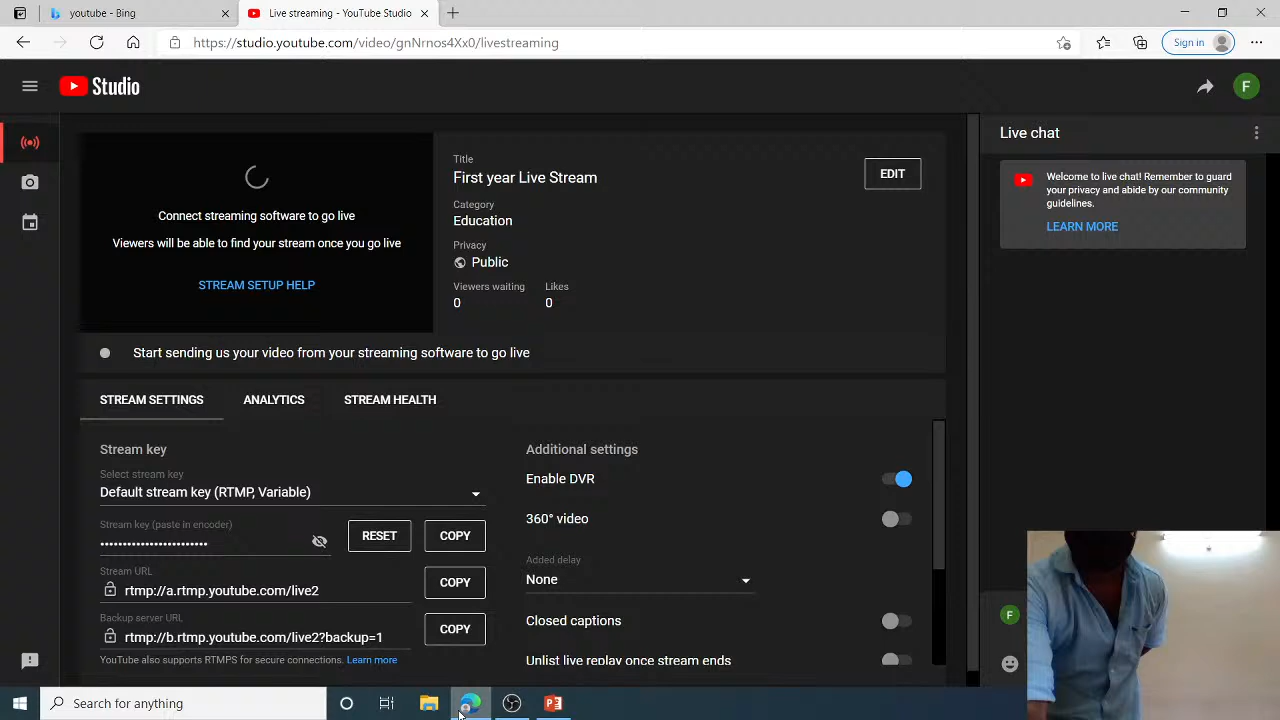 youtube - Bing
Live streaming - YouTube Studio
https://studio.youtube.com/video/gnNrnos4Xx0/livestreaming
Sign in
Studio
F
Connect streaming software to go live
Viewers will be able to find your stream once you go live
STREAM SETUP HELP
Title
First year Live Stream
EDIT
Category
Education
Privacy
Public
Viewers waiting
Likes
0
0
Live chat
Welcome to live chat! Remember to guard
your privacy and abide by our community
guidelines.
LEARN MORE
Start sending us your video from your streaming software to go live
STREAM SETTINGS
ANALYTICS
STREAM HEALTH
Stream key
Select stream key
Default stream key (RTMP, Variable)
Stream key (paste in encoder)
••••••••••••••••••••••••
RESET
COPY
Stream URL
rtmp://a.rtmp.youtube.com/live2
COPY
Backup server URL
rtmp://b.rtmp.youtube.com/live2?backup=1
COPY
YouTube also supports RTMPS for secure connections. Learn more
Additional settings
Enable DVR
360° video
Added delay
None
Closed captions
Unlist live replay once stream ends
F
Search for anything